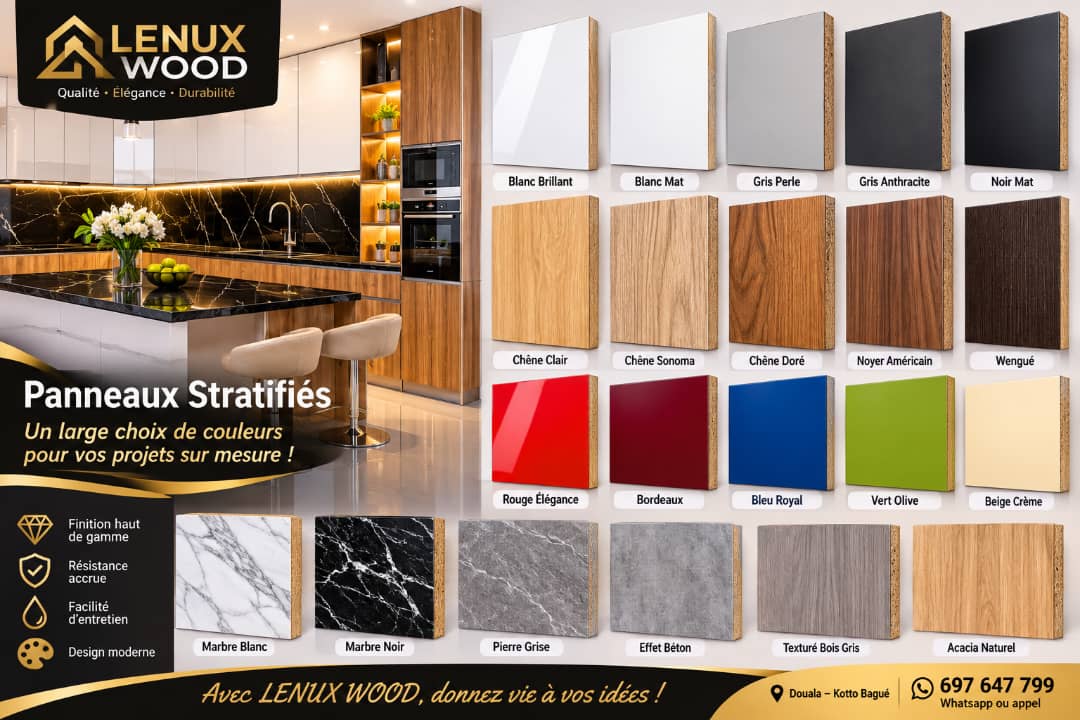 LENUX
WOOD
Qualité • Élégance • Durabilité
Blanc Brillant
Blanc Mat
Gris Perle
Gris Anthracite
Noir Mat
Chêne Clair
Chêne Sonoma
Chêne Doré
Noyer Américain
Wengué
Panneaux Stratifiés
Un large choix de couleurs
pour vos projets sur mesure !
Rouge Élégance
Bordeaux
Bleu Royal
Vert Olive
Beige Crème
Finition haut
de gamme
Résistance
accrue
Facilité
d'entretien
Design moderne
Marbre Blanc
Marbre Noir
Pierre Grise
Effet Béton
Texturé Bois Gris
Acacia Naturel
Avec LENUX WOOD, donnez vie à vos idées !
Douala – Kotto Bagué
697 647 799
Whatsapp ou appel